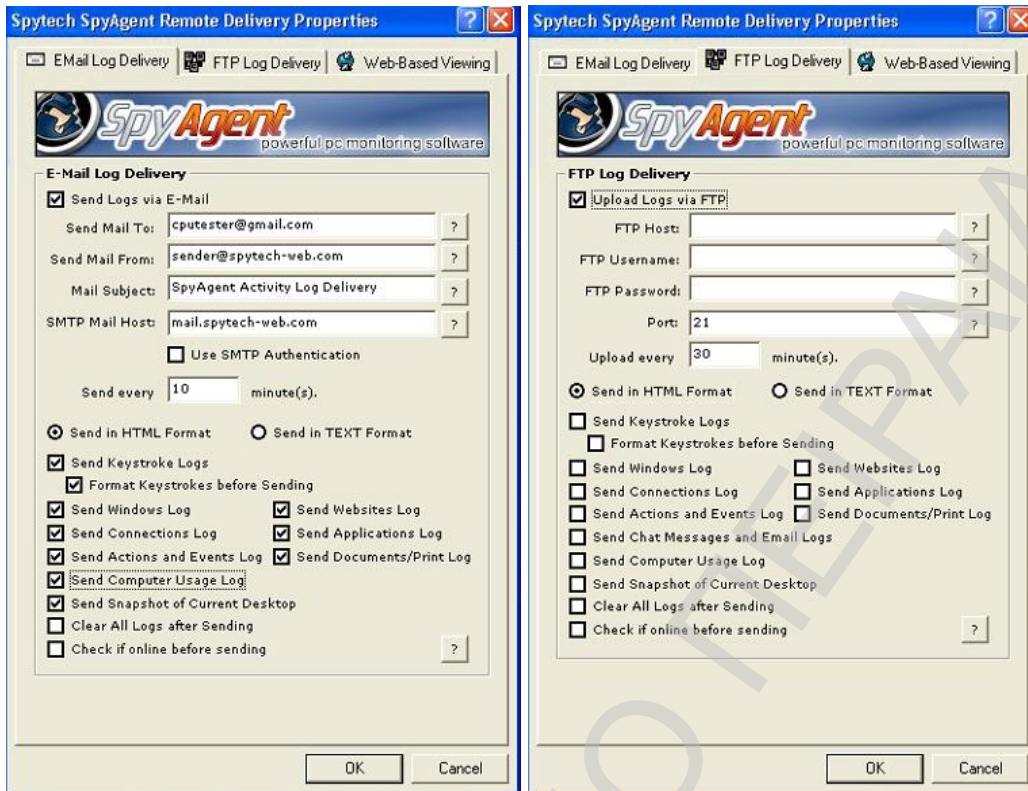 Spytech SpyAgent Remote Delivery Properties
EMail Log Delivery FTP Log Delivery Web-Based Viewing
SpyAgent
powerful pc monitoring software
E-Mail Log Delivery
Send Logs via E-Mail
Send Mail To: cputester@gmail.com ?
Send Mail From: sender@spytech-web.com ?
Mail Subject: SpyAgent Activity Log Delivery ?
SMTP Mail Host: mail.spytech-web.com ?
Use SMTP Authentication
Send every 10 minute(s).
Send in HTML Format Send in TEXT Format
Send Keystroke Logs
Format Keystrokes before Sending
Send Windows Log Send Websites Log
Send Connections Log Send Applications Log
Send Actions and Events Log Send Documents/Print Log
Send Computer Usage Log
Send Snapshot of Current Desktop
Clear All Logs after Sending
Check if online before sending ?
OK Cancel
Spytech SpyAgent Remote Delivery Properties
EMail Log Delivery FTP Log Delivery Web-Based Viewing
SpyAgent
powerful pc monitoring software
FTP Log Delivery
Upload Logs via FTP
FTP Host: ?
FTP Username: ?
FTP Password: ?
Port: 21 ?
Upload every 30 minute(s).
Send in HTML Format Send in TEXT Format
Send Keystroke Logs
Format Keystrokes before Sending
Send Windows Log Send Websites Log
Send Connections Log Send Applications Log
Send Actions and Events Log Send Documents/Print Log
Send Chat Messages and Email Logs
Send Computer Usage Log
Send Snapshot of Current Desktop
Clear All Logs after Sending
Check if online before sending ?
OK Cancel